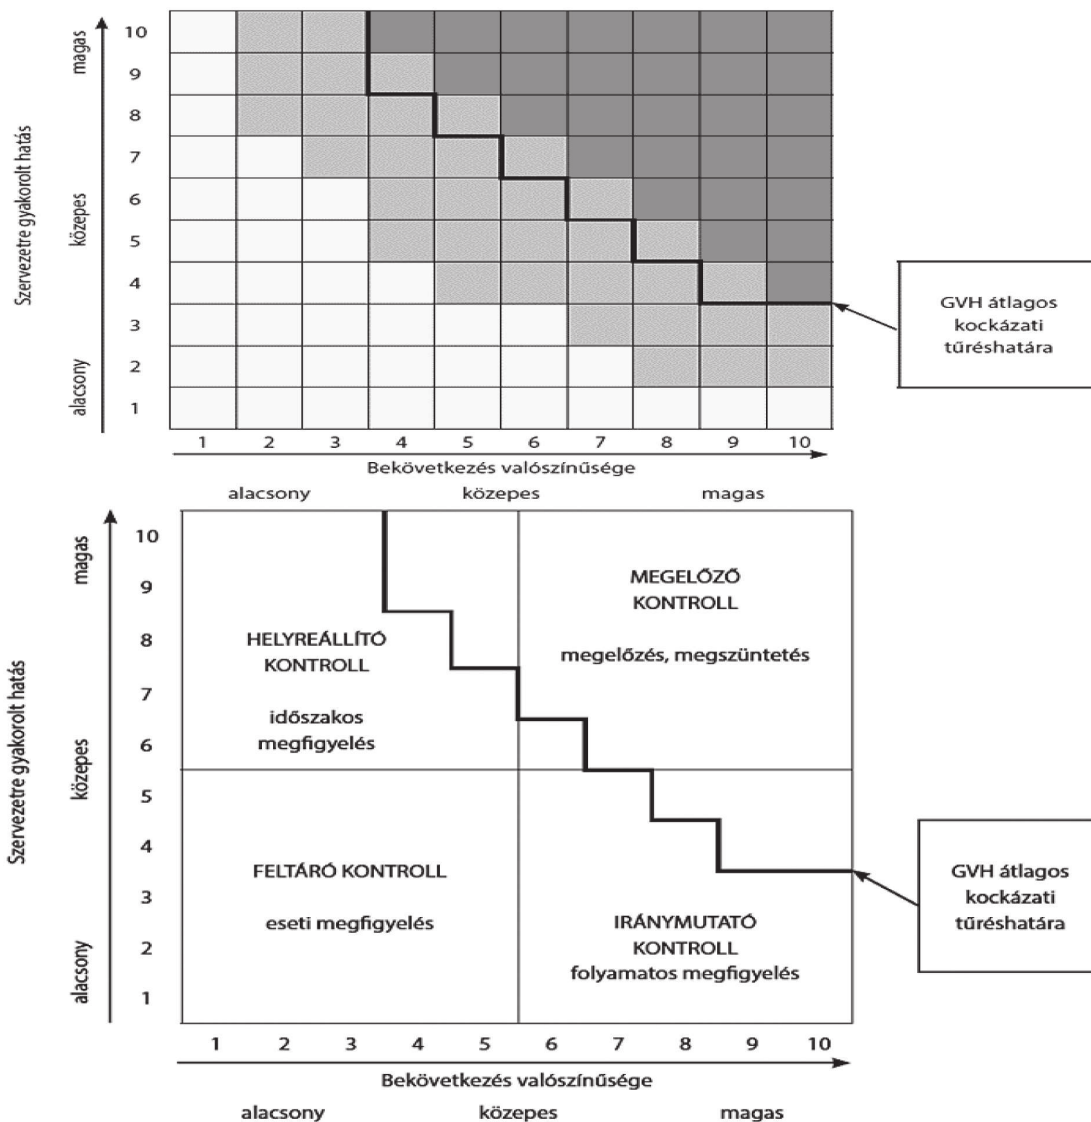 Szervezetre gyakorolt hatás
magas
közepes
alacsony
10
9
8
7
6
5
4
3
2
1
1 2 3 4 5 6 7 8 9 10
Bekövetkezés valószínűsége
alacsony közepes magas
GVH átlagos
kockázati
tűréshatára
Szervezetre gyakorolt hatás
magas
közepes
alacsony
10
9
8
7
6
5
4
3
2
1
HELYREÁLLÍTÓ
KONTROLL
időszakos
megfigyelés
MEGELŐZŐ
KONTROLL
megelőzés, megszüntetés
FELTÁRÓ KONTROLL
eseti megfigyelés
IRÁNYMUTATÓ
KONTROLL
folyamatos megfigyelés
1 2 3 4 5 6 7 8 9 10
Bekövetkezés valószínűsége
alacsony közepes magas
GVH átlagos
kockázati
tűréshatára